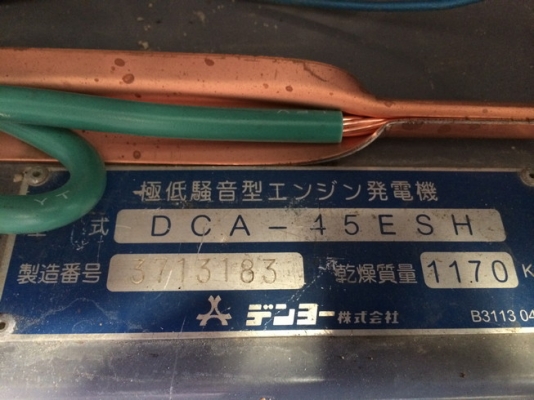 極低騒音型エンジン発電機
式 DCA-45ESH
製造番号 3713183 乾燥質量 1170 K
デンヨー株式会社 B3113 04